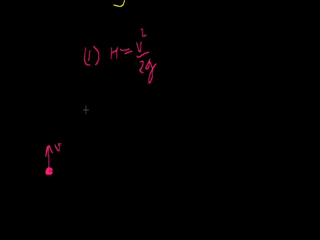 (1) H = v²/2g
v